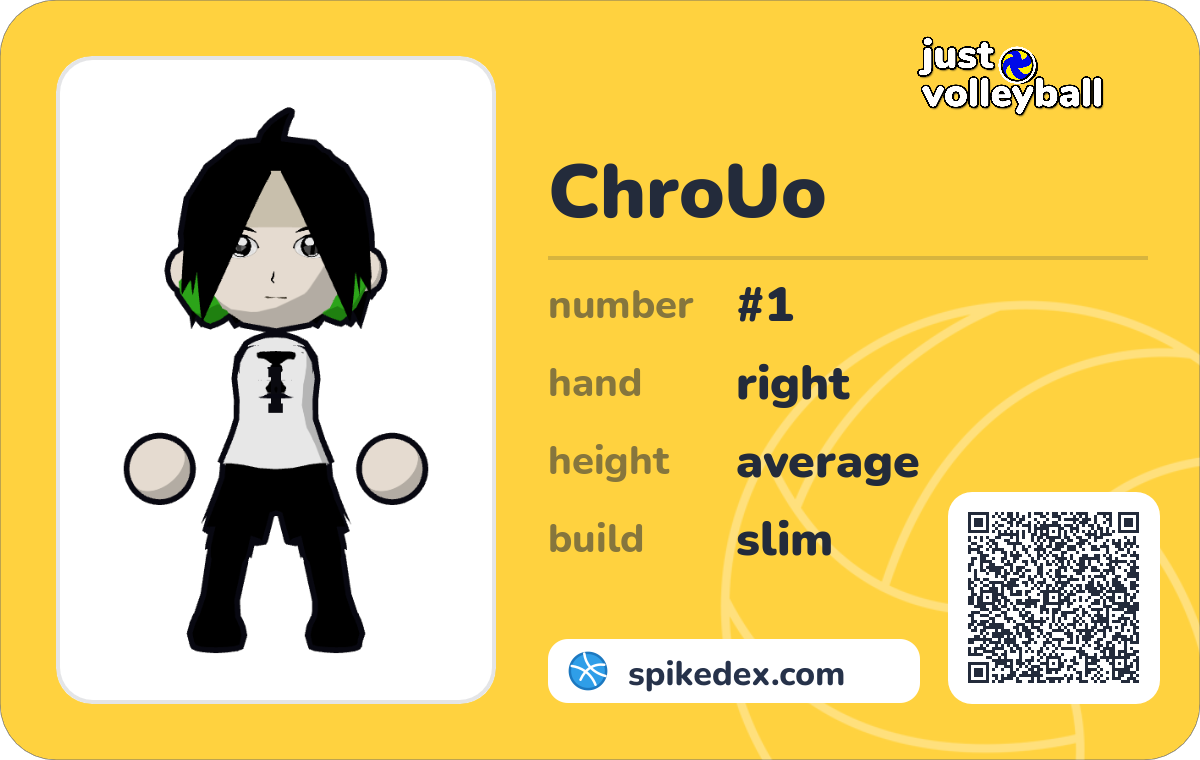 just
volleyball
ChroUo
number #1
hand right
height average
build slim
spikedex.com